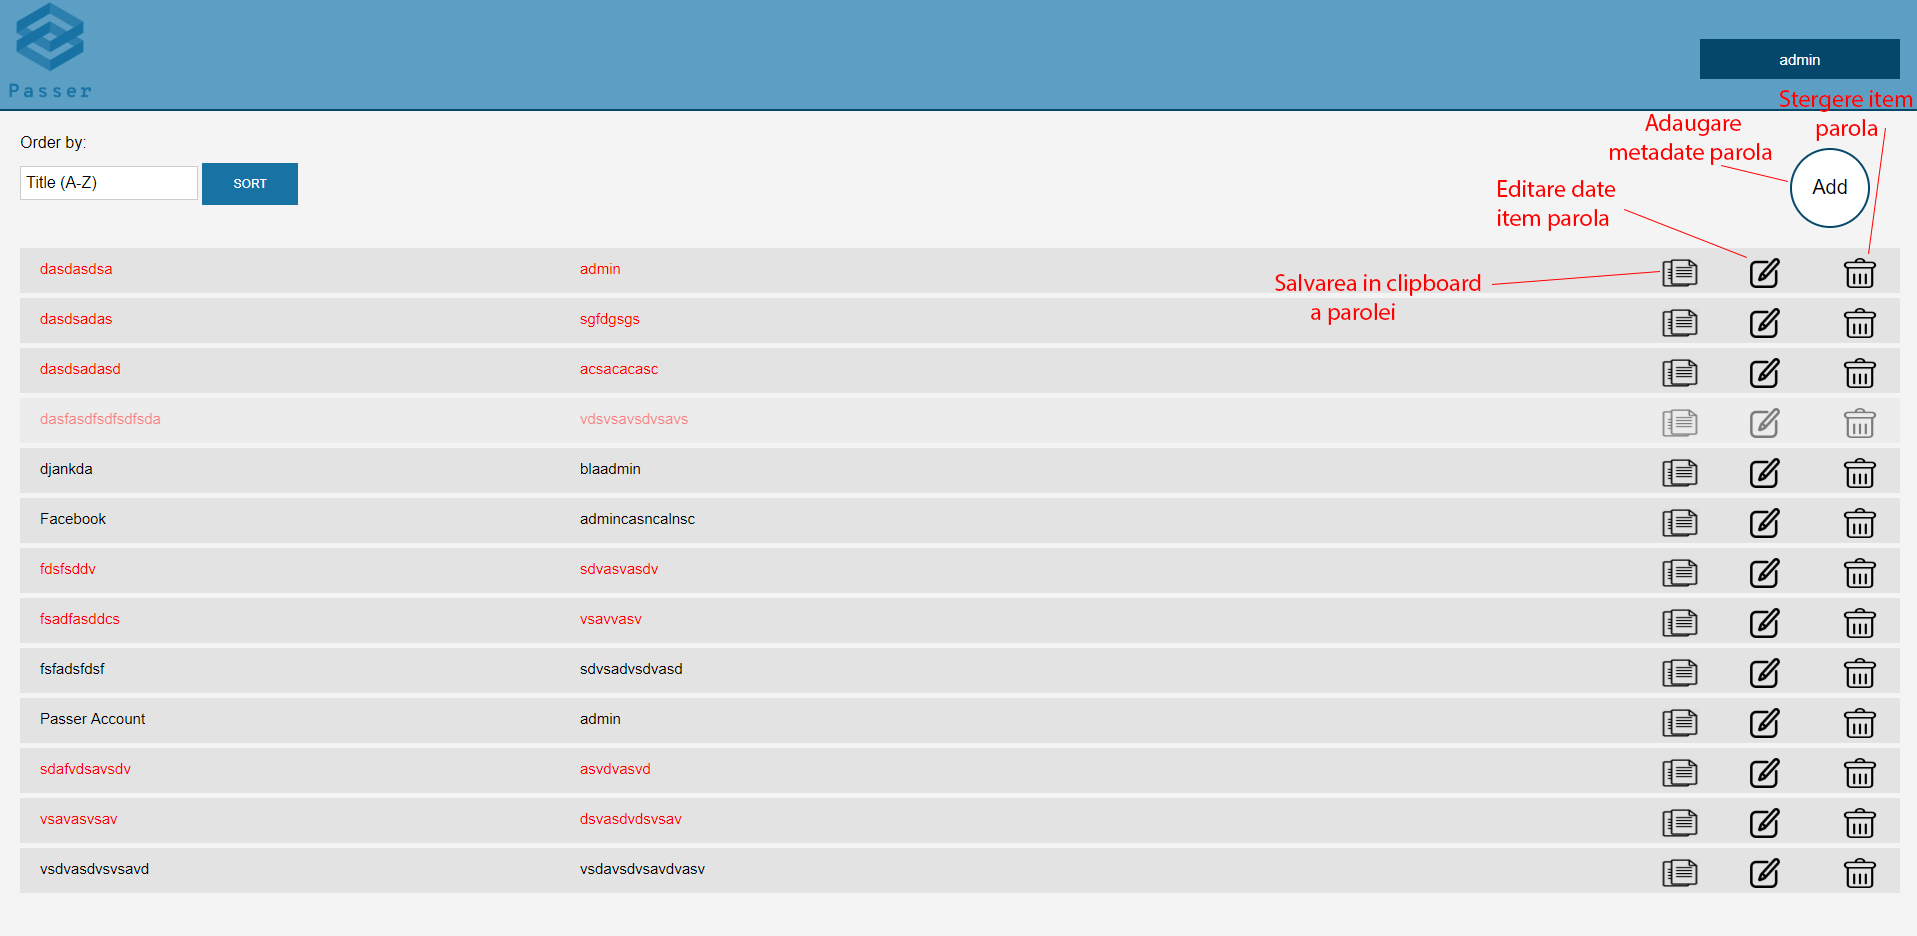 Passer
admin
Stergere item
parola
Adaugare
metadate parola
Order by:
Title (A-Z)
SORT
Add
Editare date
item parola
Salvarea in clipboard
a parolei
dasdasdsa admin
dasdsadas sgfdgsgs
dasdsadasd acsacacasc
dasfasdfsdfsdfsda vdsvsavsdvsavs
djankda blaadmin
Facebook admincasncalnsc
fdsfsddv sdvasvasdv
fsadfasddcs vsavvasv
fsfadsfdsf sdvsadvsdvasd
Passer Account admin
sdafvdsavsdv asvdvasvd
vsavasvsav dsvasdvdsvsav
vsdvasdvsvsavd vsdavsdvsavdvasv